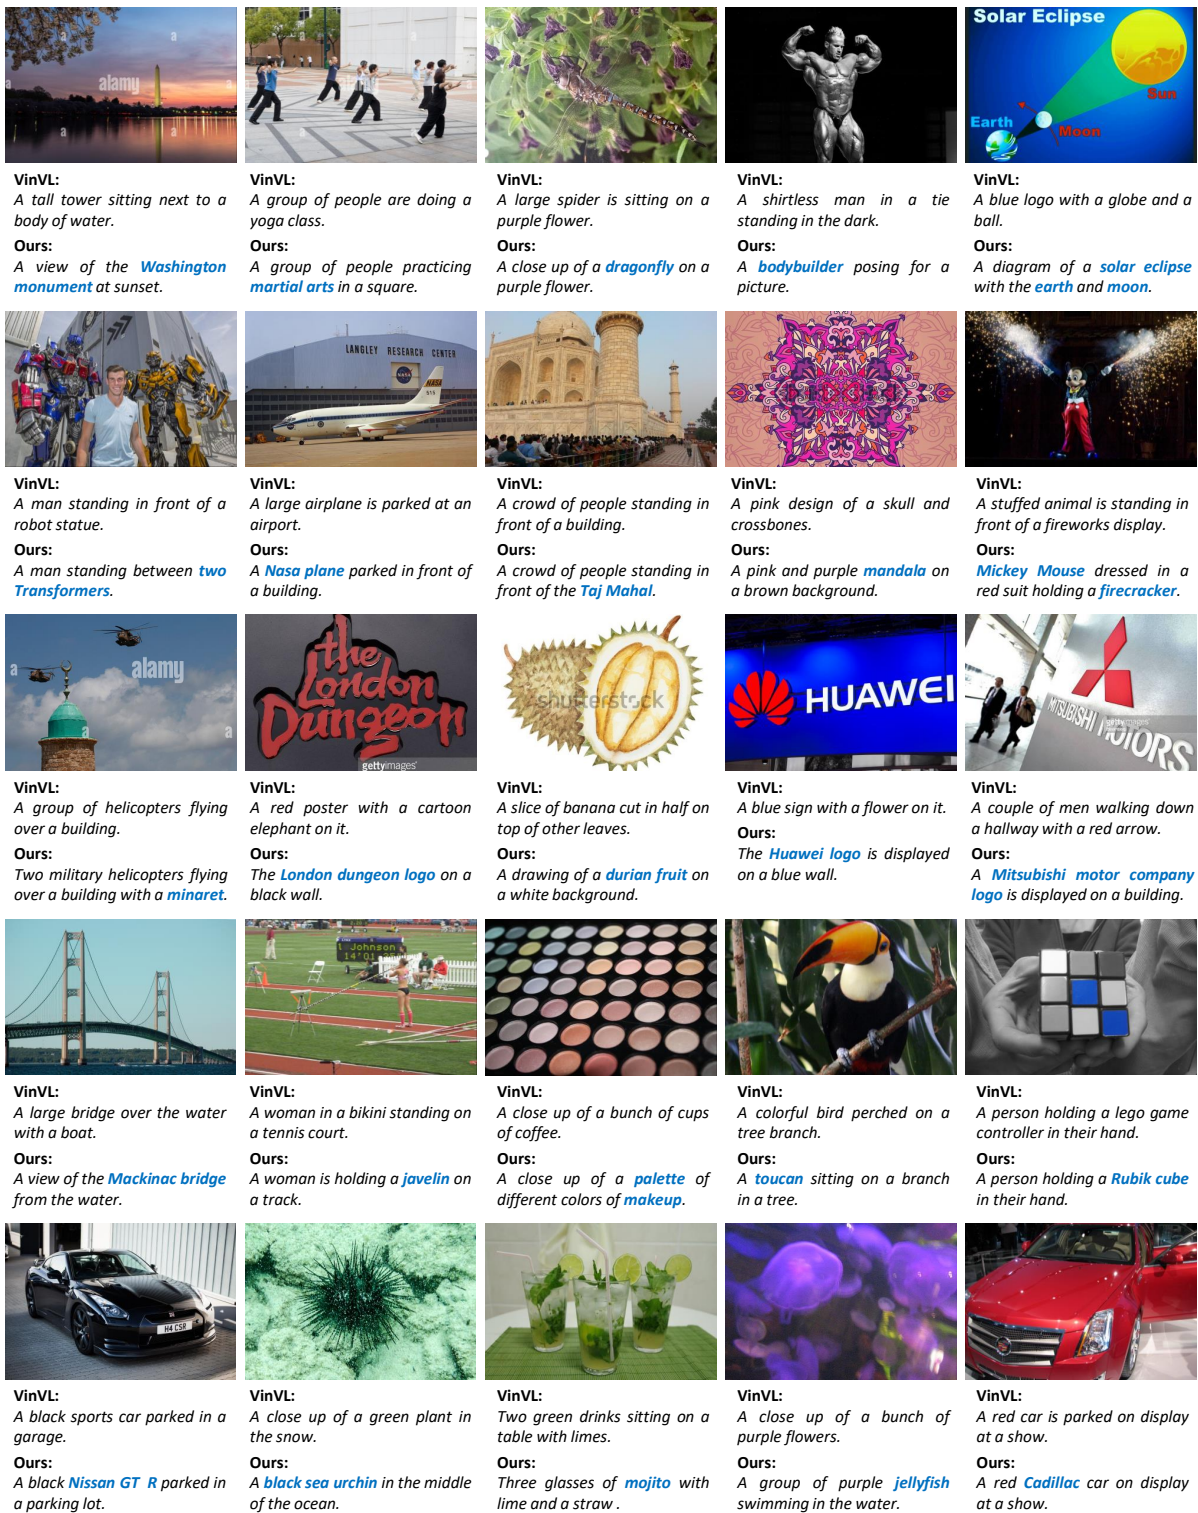 alamy
a
a
a
a
Solar Eclipse
Sun
Earth
Moon
VinVL:
A tall tower sitting next to a
body of water.
Ours:
A view of the Washington
monument at sunset.
VinVL:
A group of people are doing a
yoga class.
Ours:
A group of people practicing
martial arts in a square.
VinVL:
A large spider is sitting on a
purple flower.
Ours:
A close up of a dragonfly on a
purple flower.
VinVL:
A shirtless man in a tie
standing in the dark.
Ours:
A bodybuilder posing for a
picture.
VinVL:
A blue logo with a globe and a
ball.
Ours:
A diagram of a solar eclipse
with the earth and moon.
LANGLEY RESEARCH CENTER
NASA
NASA
VinVL:
A man standing in front of a
robot statue.
Ours:
A man standing between two
Transformers.
VinVL:
A large airplane is parked at an
airport.
Ours:
A Nasa plane parked in front of
a building.
VinVL:
A crowd of people standing in
front of a building.
Ours:
A crowd of people standing in
front of the Taj Mahal.
VinVL:
A pink design of a skull and
crossbones.
Ours:
A pink and purple mandala on
a brown background.
VinVL:
A stuffed animal is standing in
front of a fireworks display.
Ours:
Mickey Mouse dressed in a
red suit holding a firecracker.
a
alamy
a
a
the
London
Dungeon
gettyimages
shutterstock
HUAWEI
MITSUBISHI MOTORS
gettyimages
VinVL:
A group of helicopters flying
over a building.
Ours:
Two military helicopters flying
over a building with a minaret.
VinVL:
A red poster with a cartoon
elephant on it.
Ours:
The London dungeon logo on a
black wall.
VinVL:
A slice of banana cut in half on
top of other leaves.
Ours:
A drawing of a durian fruit on
a white background.
VinVL:
A blue sign with a flower on it.
Ours:
The Huawei logo is displayed
on a blue wall.
VinVL:
A couple of men walking down
a hallway with a red arrow.
Ours:
A Mitsubishi motor company
logo is displayed on a building.
Johnson
VinVL:
A large bridge over the water
with a boat.
Ours:
A view of the Mackinac bridge
from the water.
VinVL:
A woman in a bikini standing on
a tennis court.
Ours:
A woman is holding a javelin on
a track.
VinVL:
A close up of a bunch of cups
of coffee.
Ours:
A close up of a palette of
different colors of makeup.
VinVL:
A colorful bird perched on a
tree branch.
Ours:
A toucan sitting on a branch
in a tree.
VinVL:
A person holding a lego game
controller in their hand.
Ours:
A person holding a Rubik cube
in their hand.
H4 CSR
VinVL:
A black sports car parked in a
garage.
Ours:
A black Nissan GT R parked in
a parking lot.
VinVL:
A close up of a green plant in
the snow.
Ours:
A black sea urchin in the middle
of the ocean.
VinVL:
Two green drinks sitting on a
table with limes.
Ours:
Three glasses of mojito with
lime and a straw .
VinVL:
A close up of a bunch of
purple flowers.
Ours:
A group of purple jellyfish
swimming in the water.
VinVL:
A red car is parked on display
at a show.
Ours:
A red Cadillac car on display
at a show.